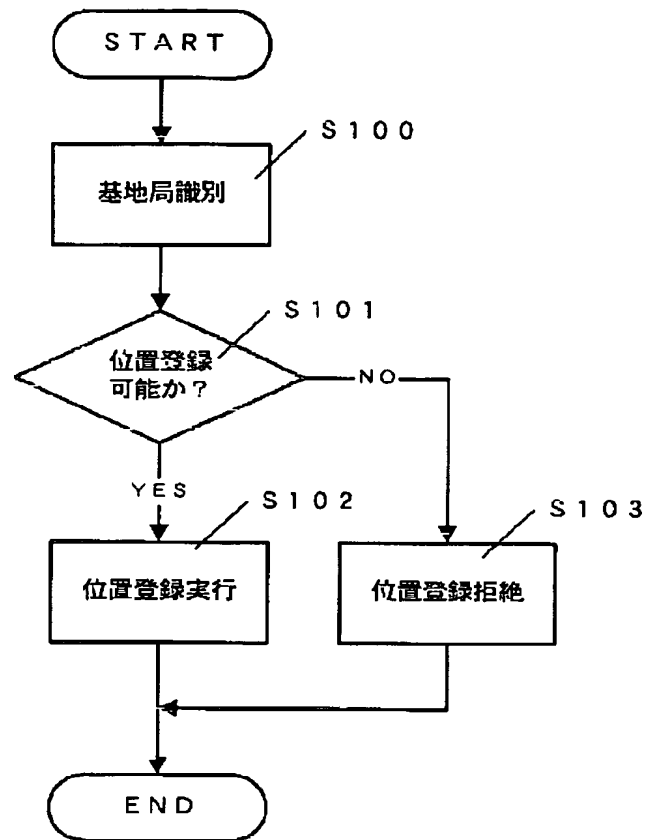 START
S100
基地局識別
S101
位置登録
可能か？
NO
YES
S102
S103
位置登録実行
位置登録拒絶
END